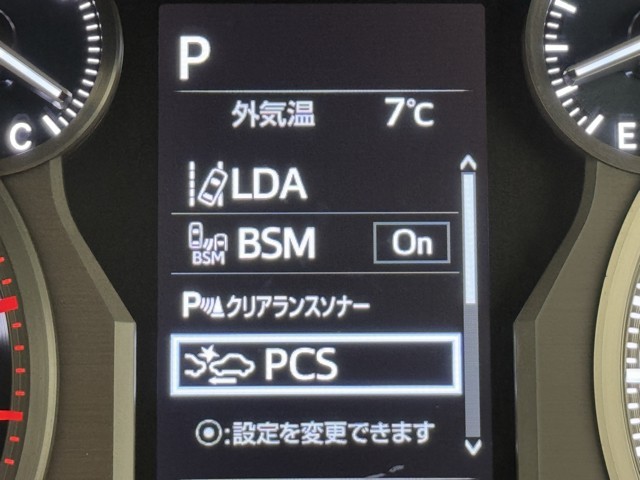 P
外気温 7℃
C
E
LDA
BSM BSM On
P クリアランスソナー
PCS
:設定を変更できます